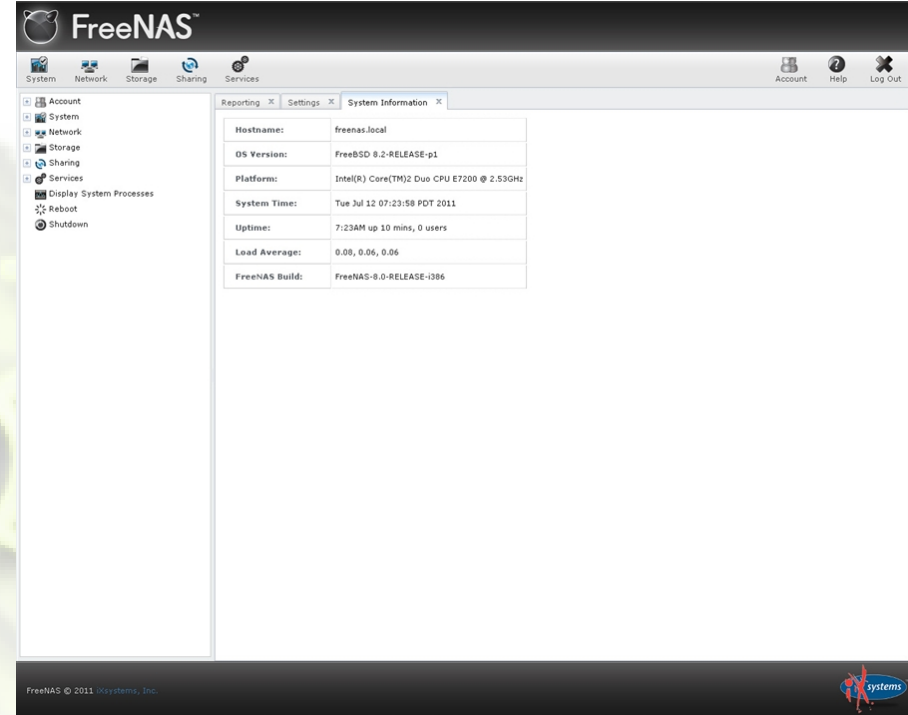 FreeNAS™
System Network Storage Sharing Services Account Help Log Out
Account
System
Network
Storage
Sharing
Services
Display System Processes
Reboot
Shutdown
Reporting Settings System Information
Hostname: freenas.local
OS Version: FreeBSD 8.2-RELEASE-p1
Platform: Intel(R) Core(TM)2 Duo CPU E7200 @ 2.53GHz
System Time: Tue Jul 12 07:23:58 PDT 2011
Uptime: 7:23AM up 10 mins, 0 users
Load Average: 0.08, 0.06, 0.06
FreeNAS Build: FreeNAS-8.0-RELEASE-i386
FreeNAS © 2011 iXsystems, Inc.
iXsystems